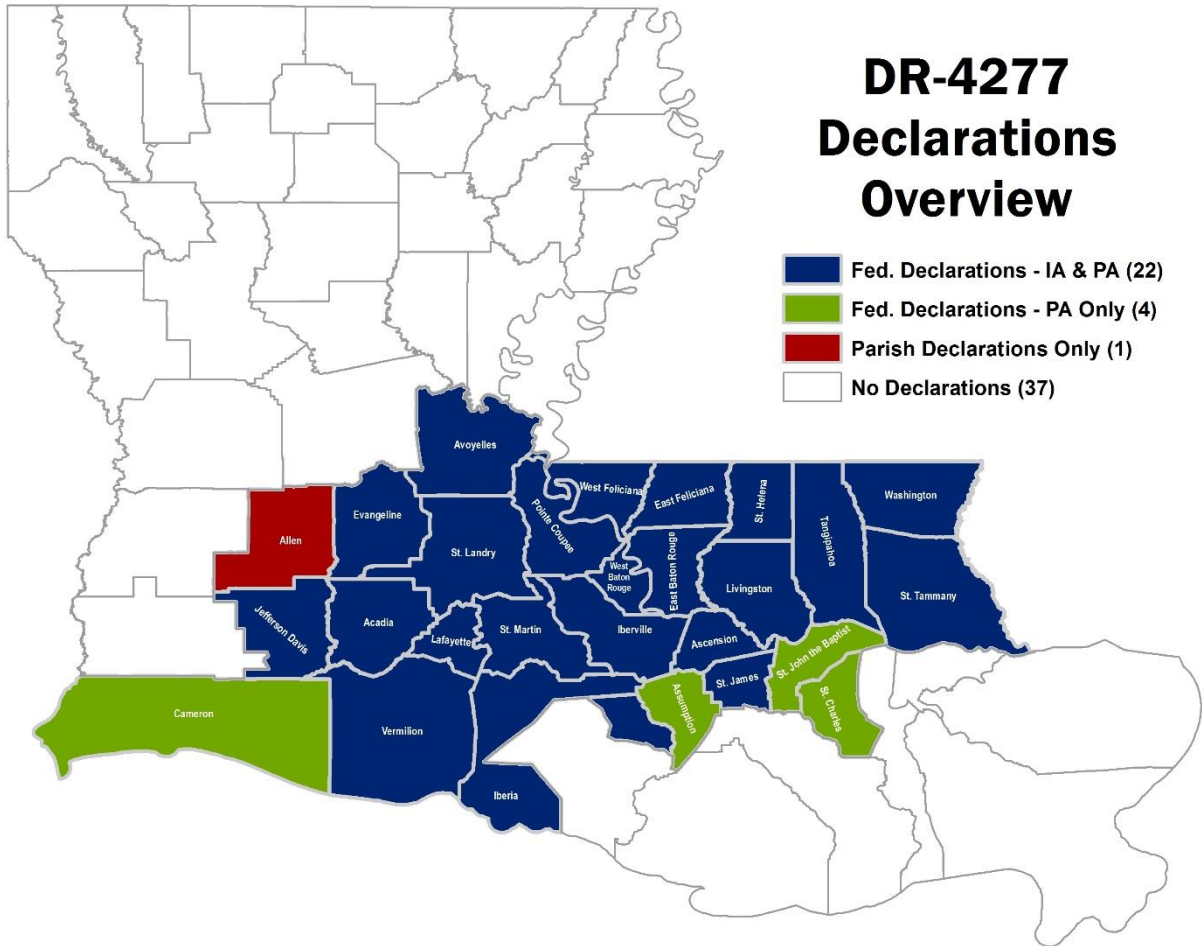 DR-4277
Declarations
Overview
Fed. Declarations - IA & PA (22)
Fed. Declarations - PA Only (4)
Parish Declarations Only (1)
No Declarations (37)
Avoyelles
West Feliciana
East Feliciana
St. Helena
Tangipahoa
Washington
Allen
Evangeline
St. Landry
Pointe Coupee
West
Baton
Rouge
East Baton Rouge
Livingston
St. Tammany
Jefferson Davis
Acadia
Lafayette
St. Martin
Iberville
Ascension
St. James
St. John the Baptist
St. Charles
Assumption
Cameron
Vermilion
Iberia